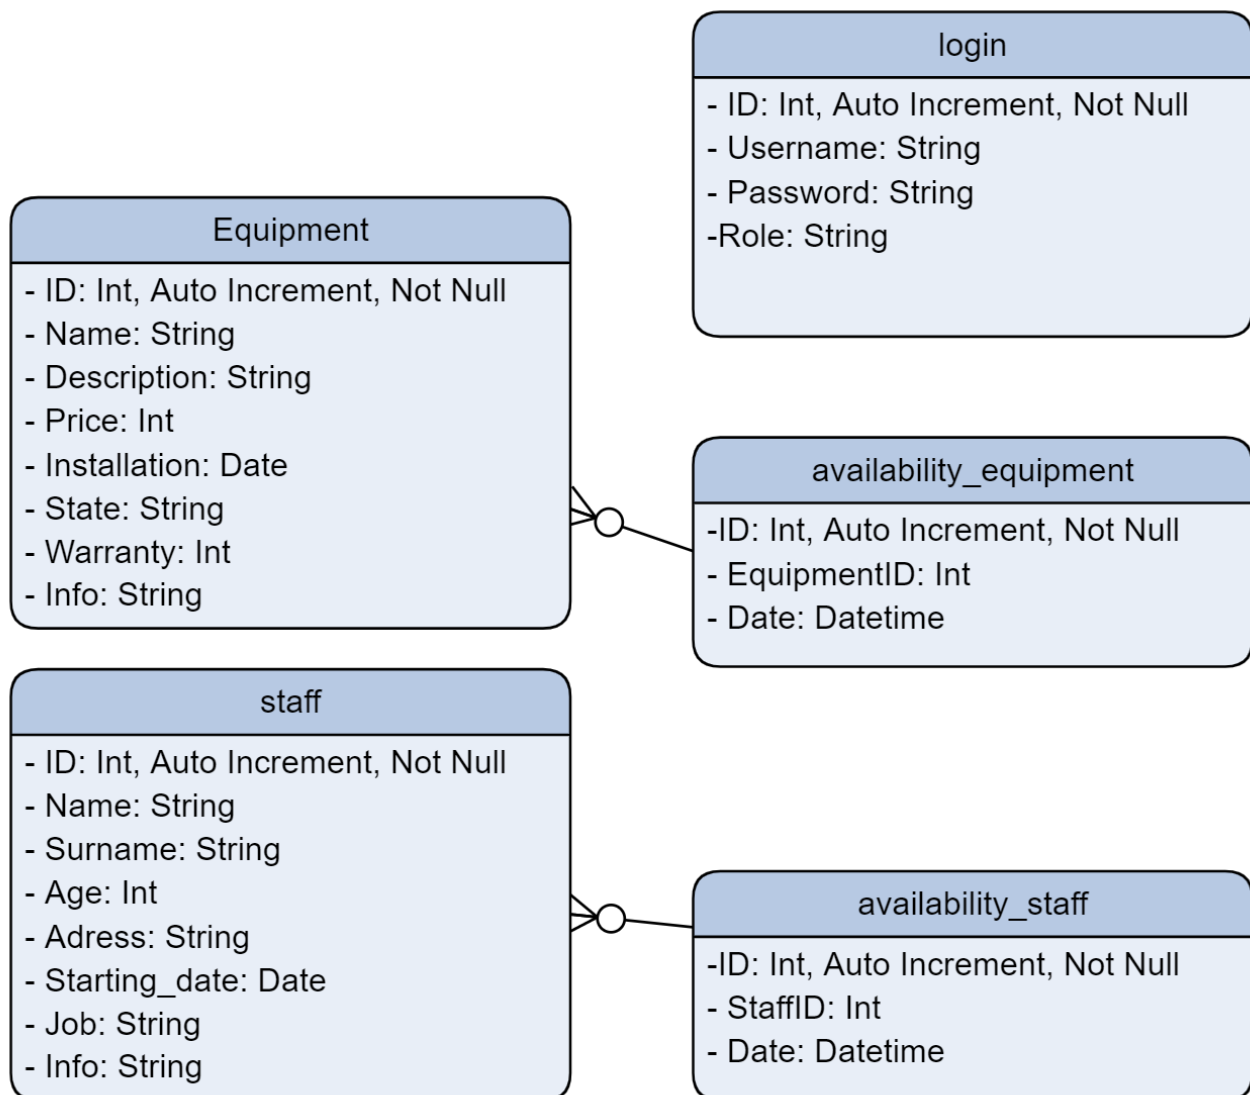 login
- ID: Int, Auto Increment, Not Null
- Username: String
- Password: String
-Role: String
Equipment
- ID: Int, Auto Increment, Not Null
- Name: String
- Description: String
- Price: Int
- Installation: Date
- State: String
- Warranty: Int
- Info: String
availability_equipment
-ID: Int, Auto Increment, Not Null
- EquipmentID: Int
- Date: Datetime
staff
- ID: Int, Auto Increment, Not Null
- Name: String
- Surname: String
- Age: Int
- Adress: String
- Starting_date: Date
- Job: String
- Info: String
availability_staff
-ID: Int, Auto Increment, Not Null
- StaffID: Int
- Date: Datetime